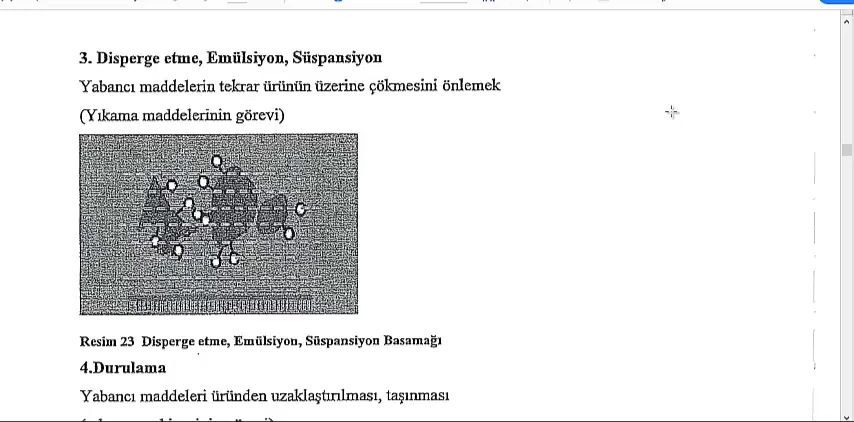 3. Disperge etme, Emülsiyon, Süspansiyon
Yabancı maddelerin tekrar ürünün üzerine çökmesini önlemek
(Yıkama maddelerinin görevi)
Resim 23 Disperge etme, Emülsiyon, Süspansiyon Basamağı
4.Durulama
Yabancı maddeleri üründen uzaklaştırılması, taşınması